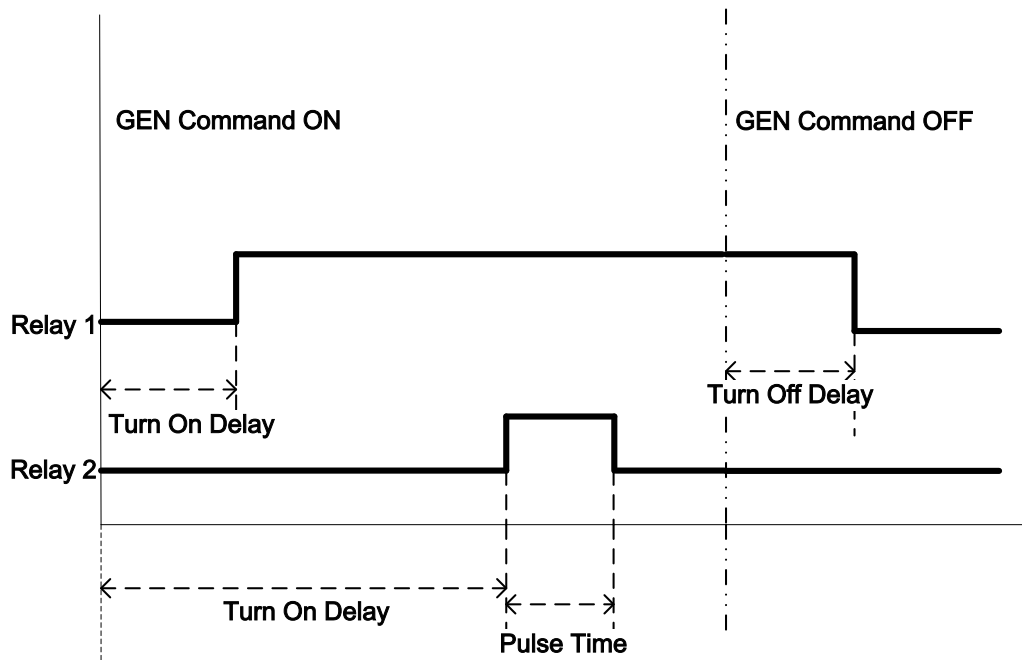 GEN Command ON
GEN Command OFF
Relay 1
Turn On Delay
Turn Off Delay
Relay 2
Turn On Delay
Pulse Time